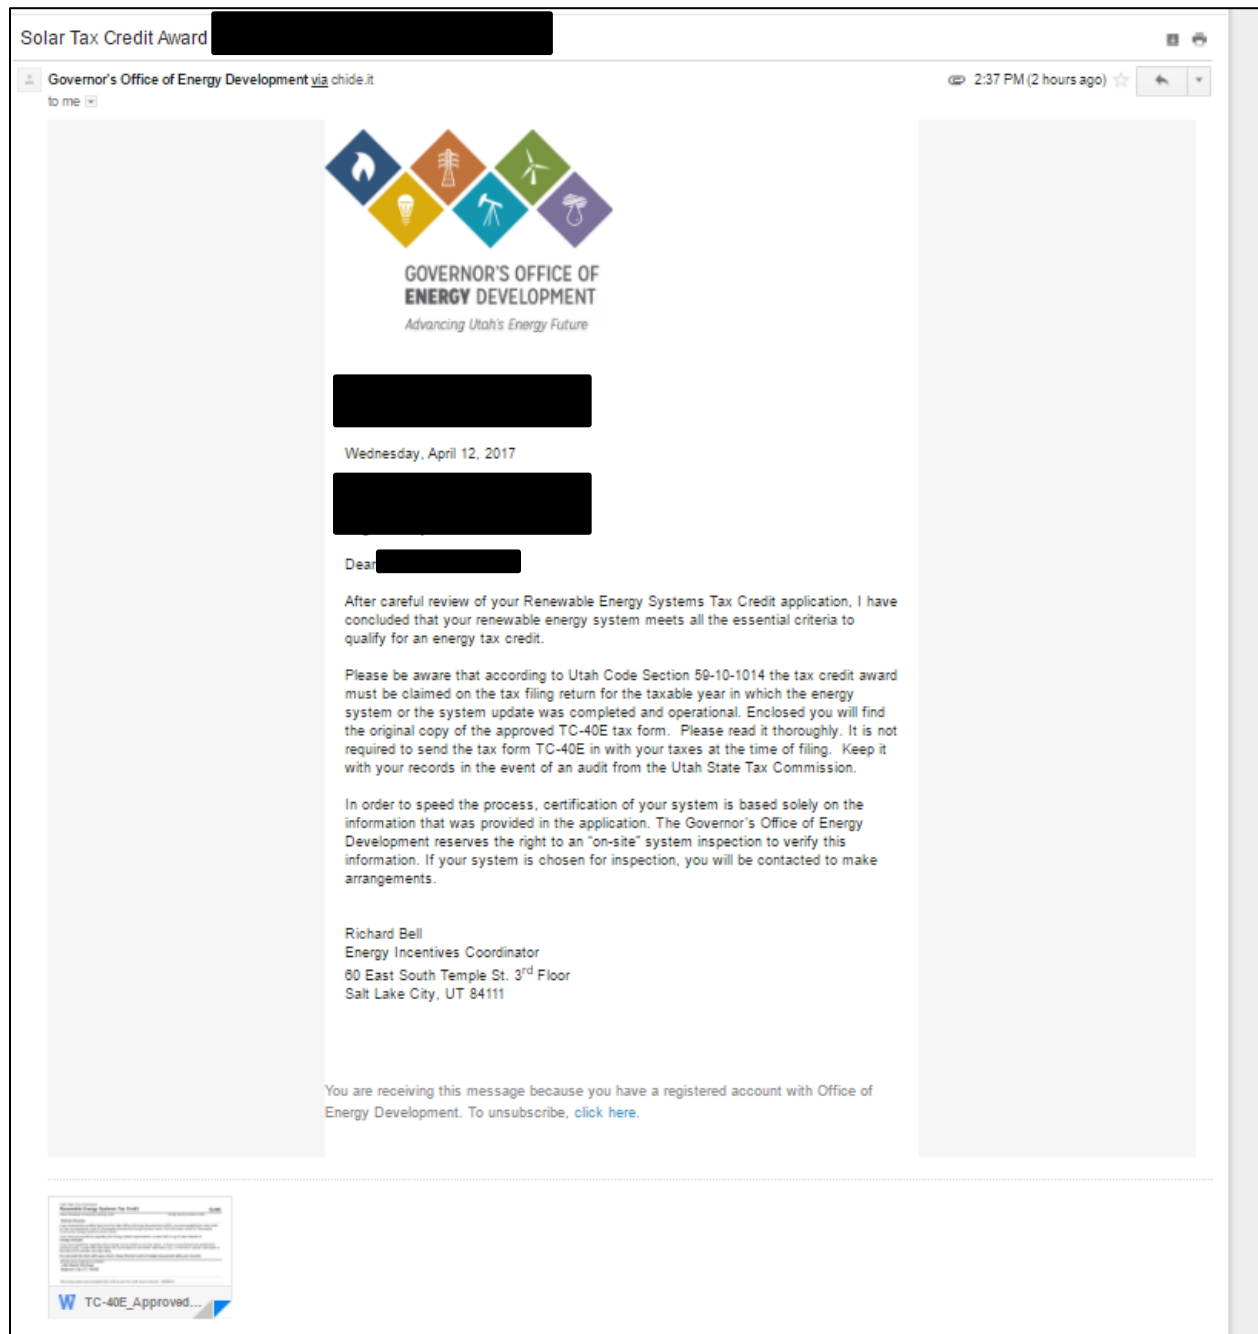 Solar Tax Credit Award
Governor's Office of Energy Development via chide.it
2:37 PM (2 hours ago)
to me
GOVERNOR'S OFFICE OF
ENERGY DEVELOPMENT
Advancing Utah's Energy Future
Wednesday, April 12, 2017
Dear
After careful review of your Renewable Energy Systems Tax Credit application, I have
concluded that your renewable energy system meets all the essential criteria to
qualify for an energy tax credit.
Please be aware that according to Utah Code Section 59-10-1014 the tax credit award
must be claimed on the tax filing return for the taxable year in which the energy
system or the system update was completed and operational. Enclosed you will find
the original copy of the approved TC-40E tax form.  Please read it thoroughly. It is not
required to send the tax form TC-40E in with your taxes at the time of filing.  Keep it
with your records in the event of an audit from the Utah State Tax Commission.
In order to speed the process, certification of your system is based solely on the
information that was provided in the application. The Governor's Office of Energy
Development reserves the right to an “on-site” system inspection to verify this
information. If your system is chosen for inspection, you will be contacted to make
arrangements.
Richard Bell
Energy Incentives Coordinator
60 East South Temple St. 3rd Floor
Salt Lake City, UT 84111
You are receiving this message because you have a registered account with Office of
Energy Development. To unsubscribe, click here.
Renewable Energy Systems Tax Credit
W TC-40E_Approved...